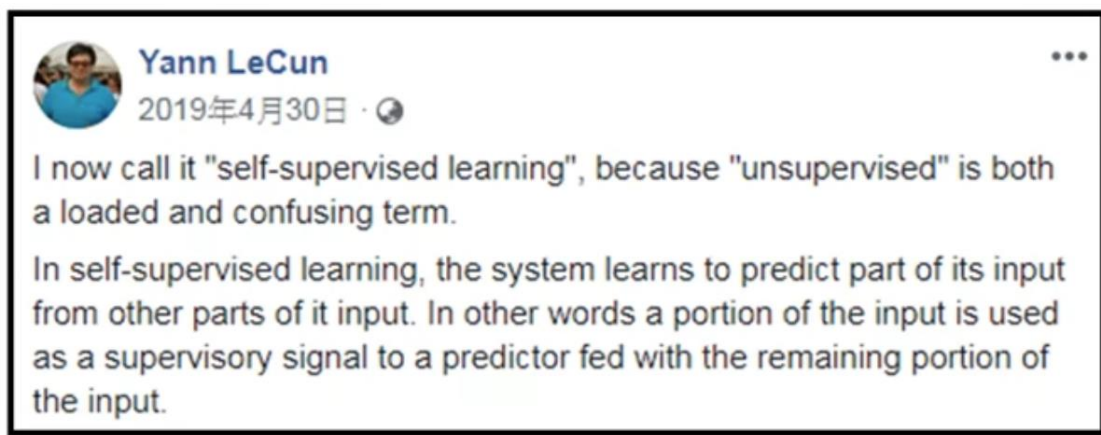 Yann LeCun
2019年4月30日 ·
I now call it "self-supervised learning", because "unsupervised" is both
a loaded and confusing term.
In self-supervised learning, the system learns to predict part of its input
from other parts of it input. In other words a portion of the input is used
as a supervisory signal to a predictor fed with the remaining portion of
the input.